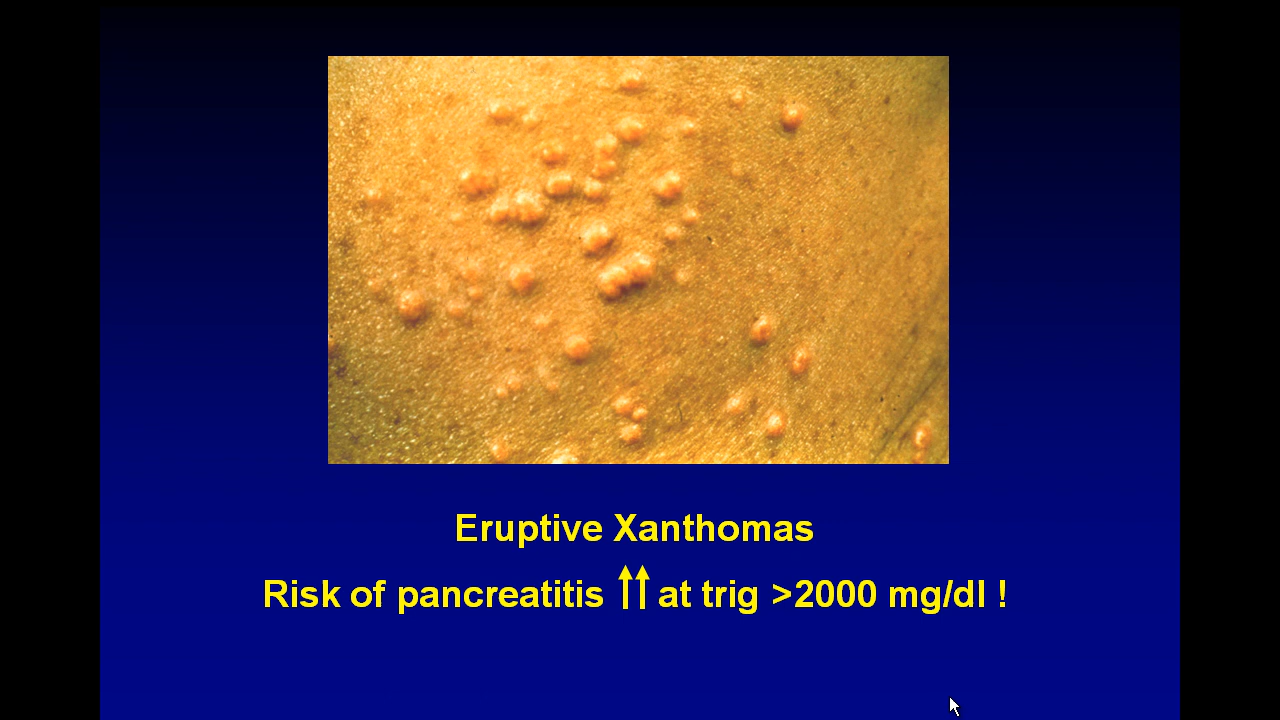 Eruptive Xanthomas
Risk of pancreatitis ↑↑ at trig >2000 mg/dl !